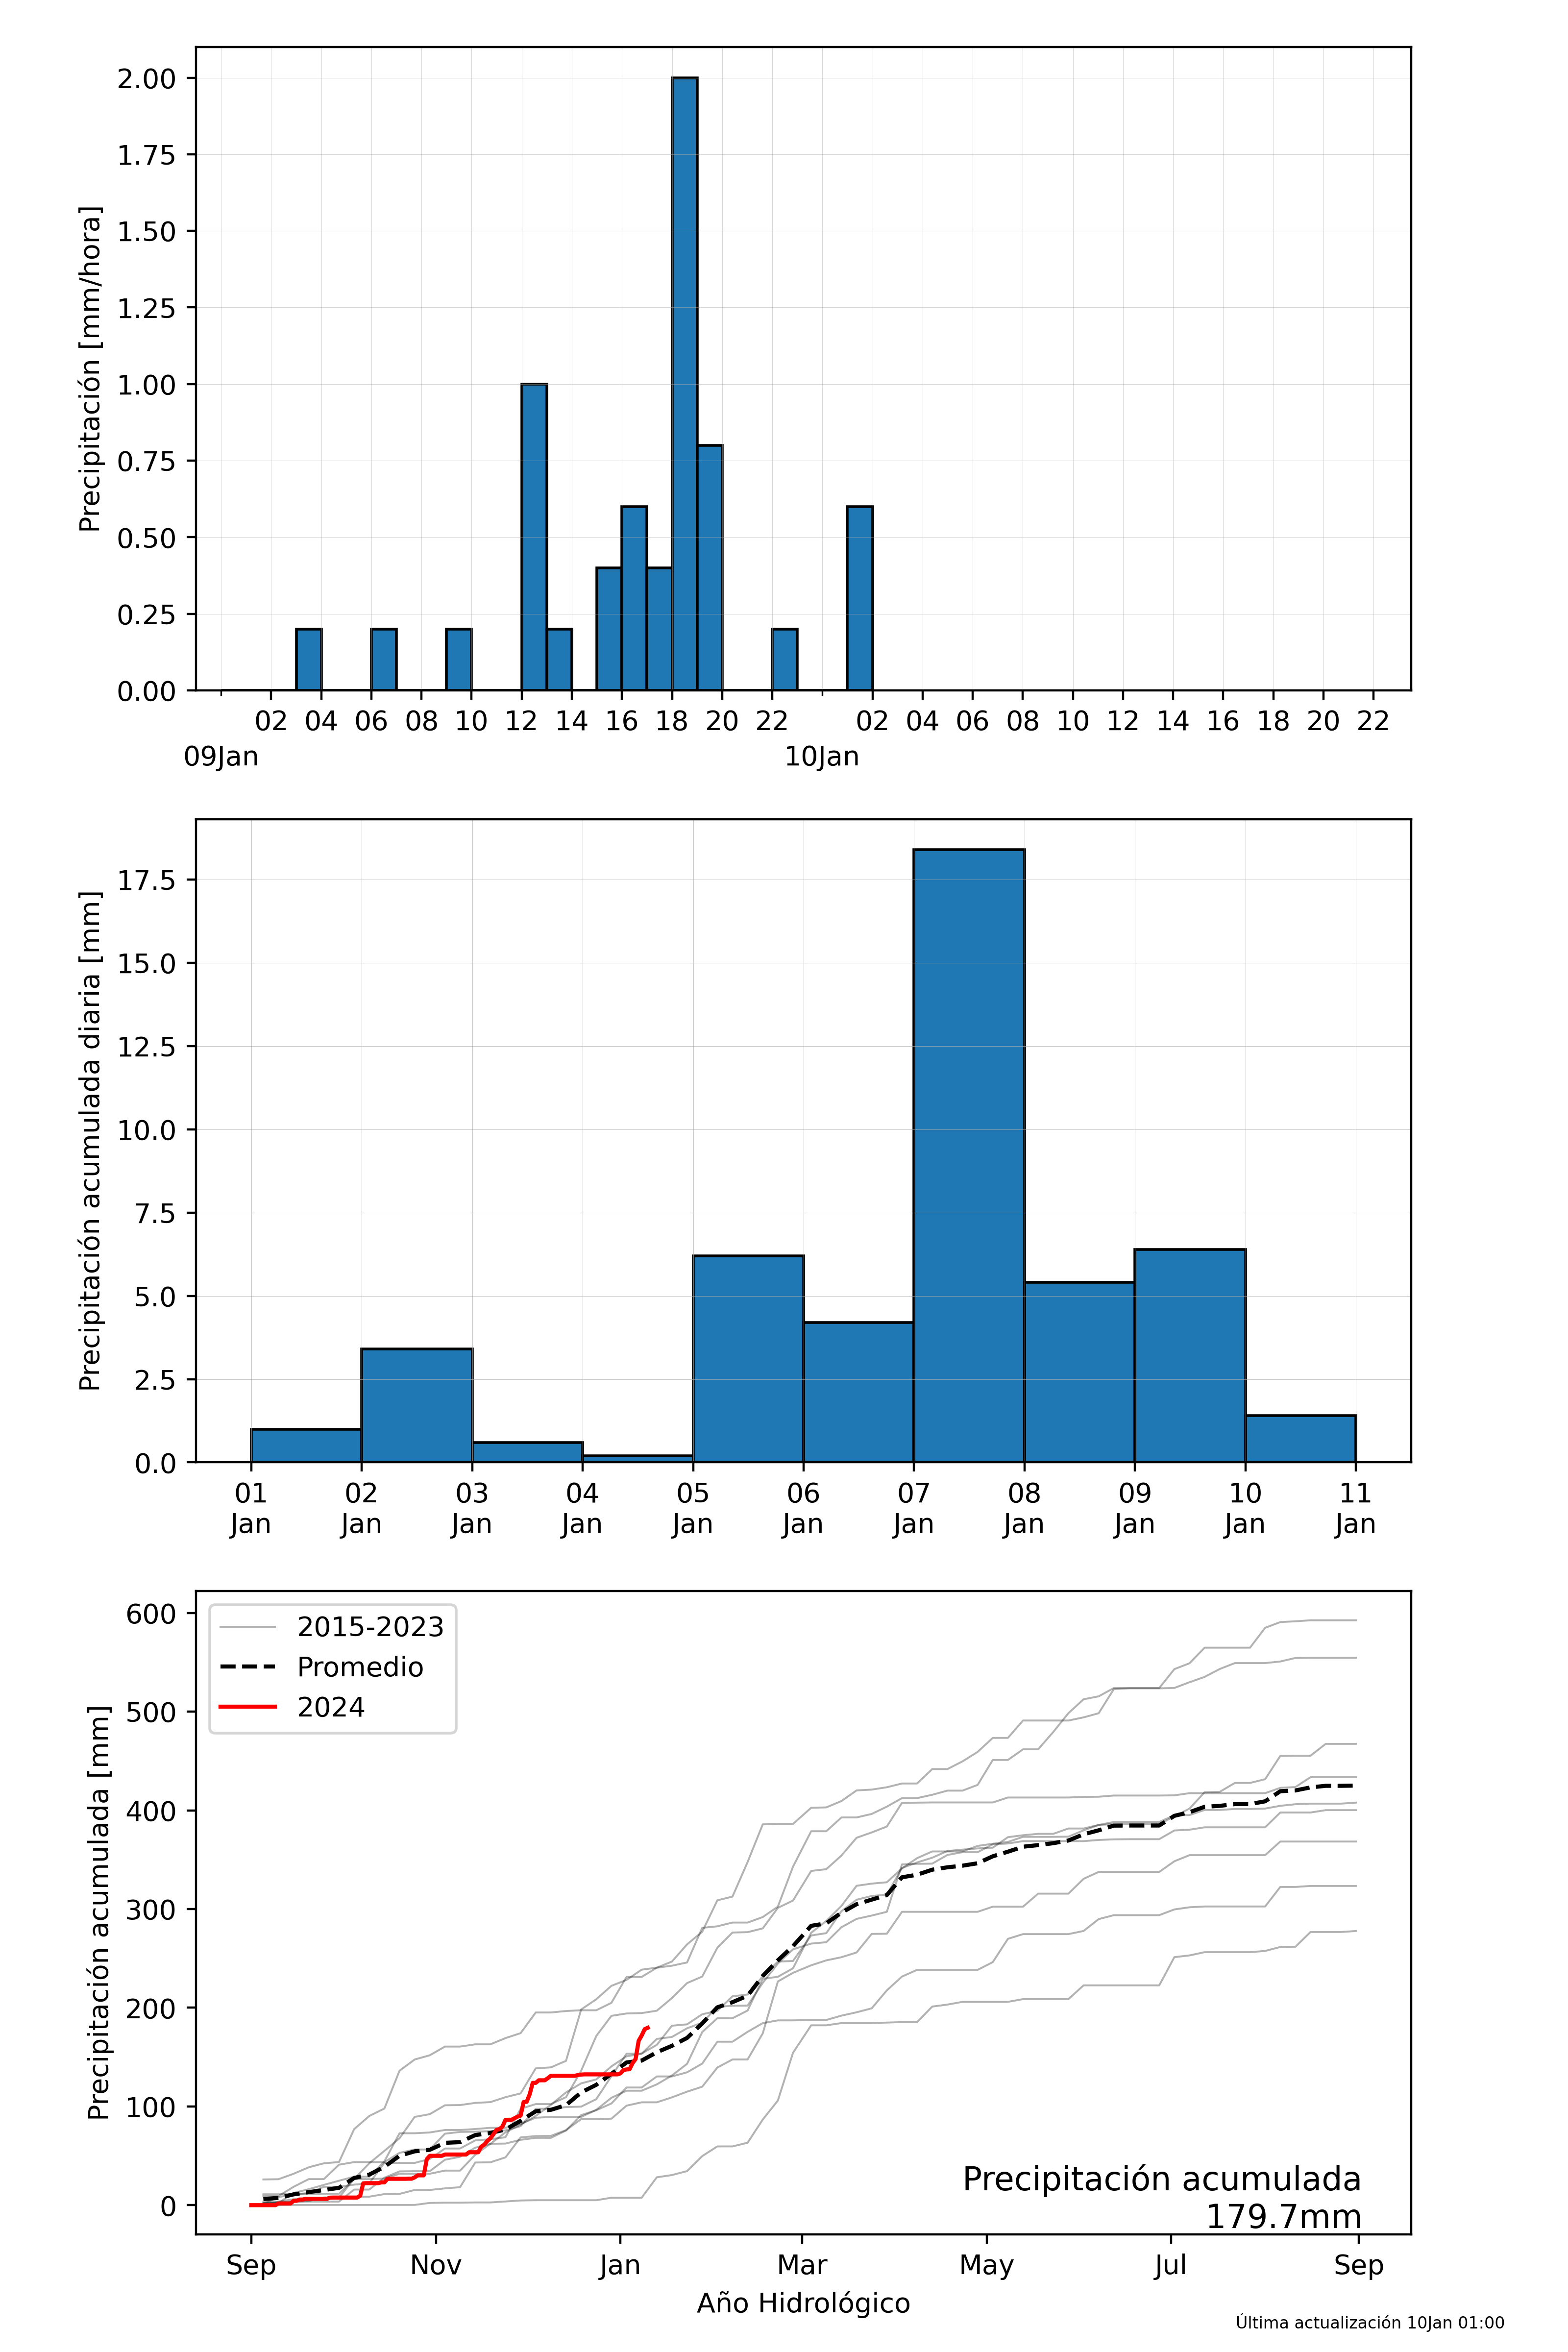 Precipitación [mm/hora]
2.00
1.75
1.50
1.25
1.00
0.75
0.50
0.25
0.00
02 04 06 08 10 12 14 16 18 20 22 02 04 06 08 10 12 14 16 18 20 22
09Jan 10Jan
Precipitación acumulada diaria [mm]
17.5
15.0
12.5
10.0
7.5
5.0
2.5
0.0
01 02 03 04 05 06 07 08 09 10 11
Jan Jan Jan Jan Jan Jan Jan Jan Jan Jan Jan
Precipitación acumulada [mm]
600
500
400
300
200
100
0
2015-2023
Promedio
2024
Precipitación acumulada
179.7mm
Sep Nov Jan Mar May Jul Sep
Año Hidrológico
Última actualización 10Jan 01:00